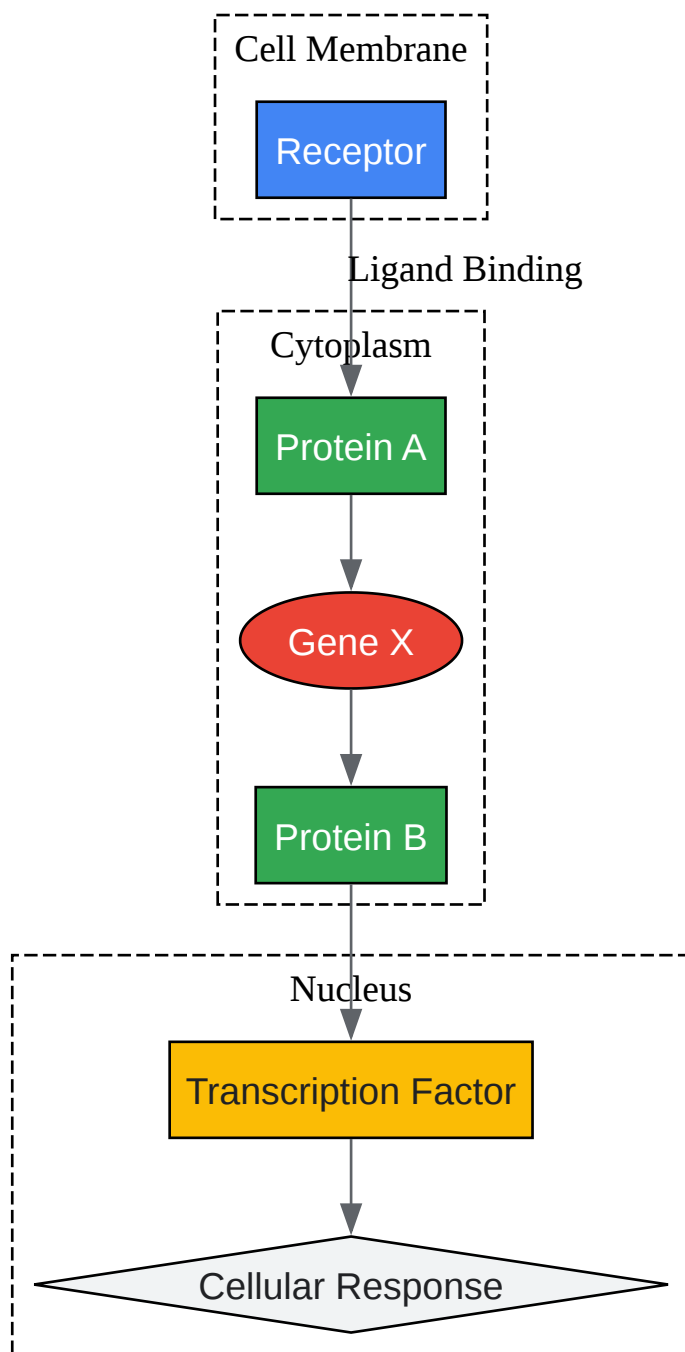 Cell Membrane
Receptor
Ligand Binding
Cytoplasm
Protein A
Gene X
Protein B
Nucleus
Transcription Factor
Cellular Response